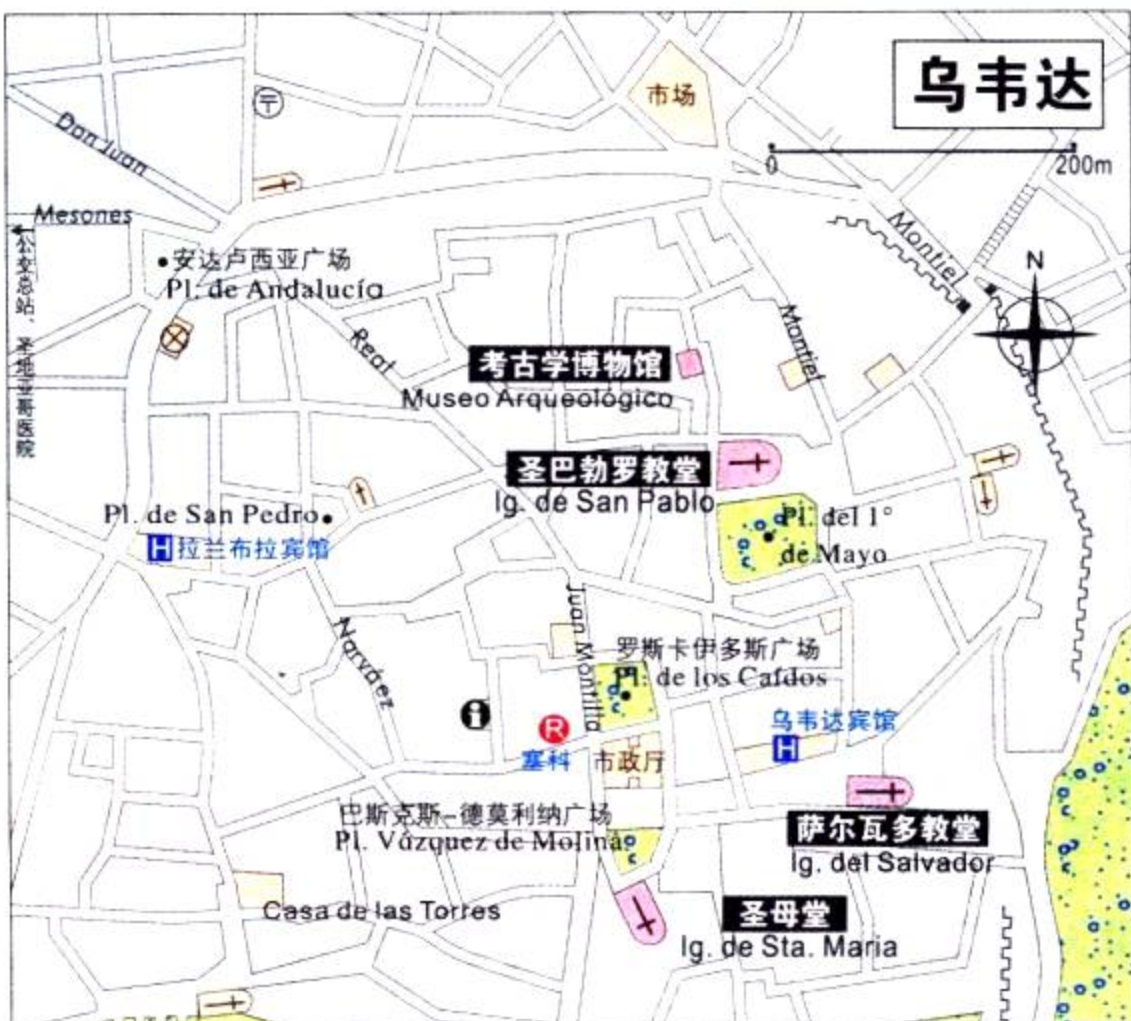 乌韦达
市场
0 200m
Don Juan
Mesones
公交总站、圣地亚哥医院
安达卢西亚广场
Pl. de Andalucía
Montiel
N
Reat
Montief
考古学博物馆
Museo Arqueológico
圣巴勃罗教堂
Ig. de San Pablo
Pl. de San Pedro
H 拉兰布拉宾馆
Pl. del 1°
de Mayo
Juan Montilla
Narváez
罗斯卡伊多斯广场
Pl. de los Caídos
i
R
塞科
市政厅
乌韦达宾馆
H
巴斯克斯-德莫利纳广场
Pl. Vázquez de Molina
萨尔瓦多教堂
Ig. del Salvador
Casa de las Torres
圣母堂
Ig. de Sta. Maria